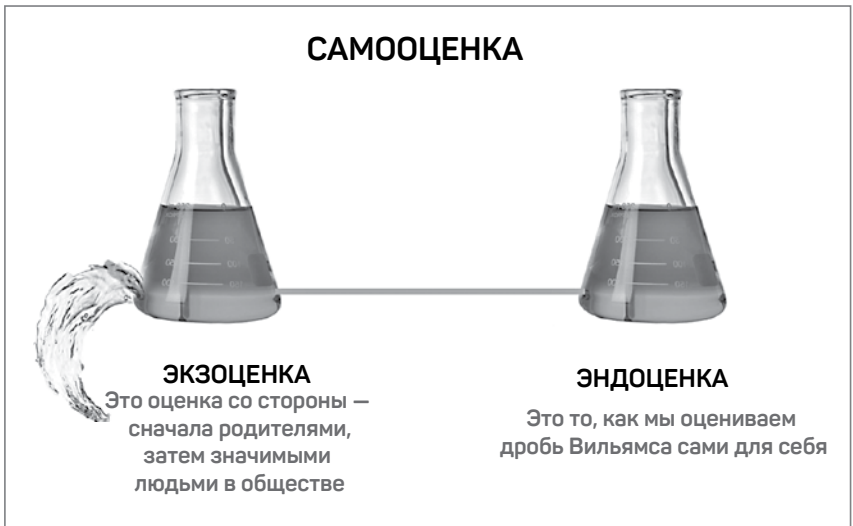 САМООЦЕНКА
ЭКЗОЦЕНКА
Это оценка со стороны —
сначала родителями,
затем значимыми
людьми в обществе
ЭНДОЦЕНКА
Это то, как мы оцениваем
дробь Вильямса сами для себя